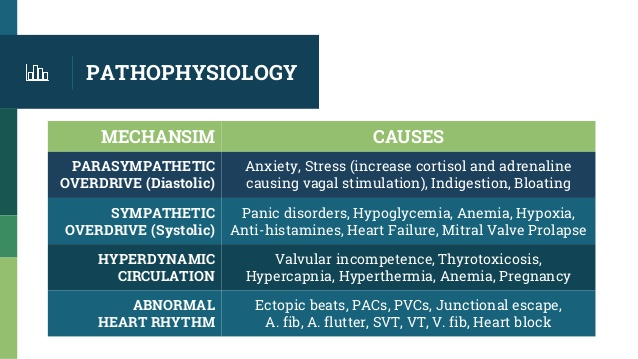 PATHOPHYSIOLOGY
MECHANSIM CAUSES
PARASYMPATHETIC
OVERDRIVE (Diastolic)
Anxiety, Stress (increase cortisol and adrenaline
causing vagal stimulation), Indigestion, Bloating
SYMPATHETIC
OVERDRIVE (Systolic)
Panic disorders, Hypoglycemia, Anemia, Hypoxia,
Anti-histamines, Heart Failure, Mitral Valve Prolapse
HYPERDYNAMIC
CIRCULATION
Valvular incompetence, Thyrotoxicosis,
Hypercapnia, Hyperthermia, Anemia, Pregnancy
ABNORMAL
HEART RHYTHM
Ectopic beats, PACs, PVCs, Junctional escape,
A. fib, A. flutter, SVT, VT, V. fib, Heart block